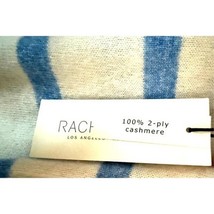 RACH
LOS ANGELES
100% 2-ply
cashmere